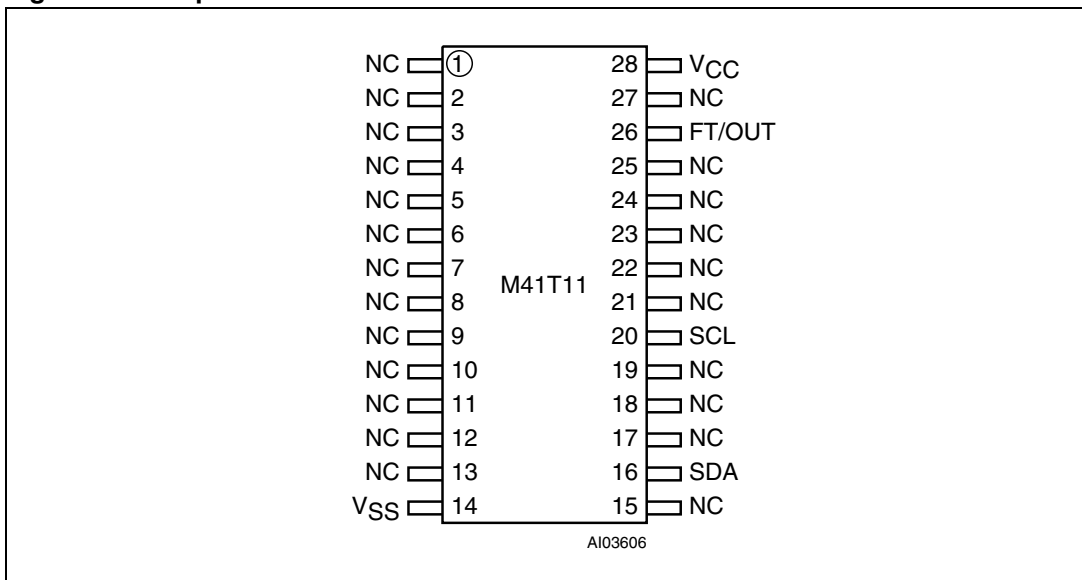 NC 1 28 VCC
NC 2 27 NC
NC 3 26 FT/OUT
NC 4 25 NC
NC 5 24 NC
NC 6 23 NC
NC 7 22 NC
M41T11
NC 8 21 NC
NC 9 20 SCL
NC 10 19 NC
NC 11 18 NC
NC 12 17 NC
NC 13 16 SDA
VSS 14 15 NC
AI03606